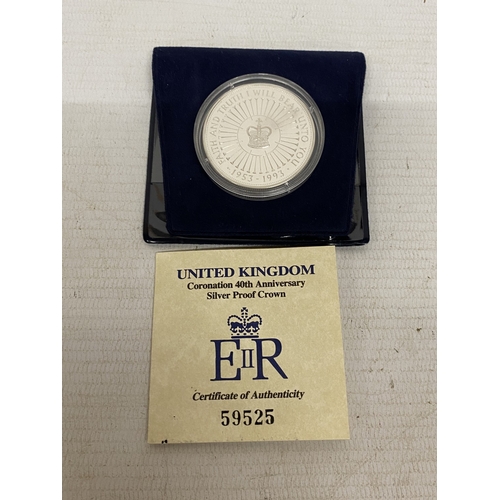 FAITH AND TRUTH I WILL BEAR UNTO YOU
· 1953 - 1993 ·
UNITED KINGDOM
Coronation 40th Anniversary
Silver Proof Crown
EIIR
Certificate of Authenticity
59525